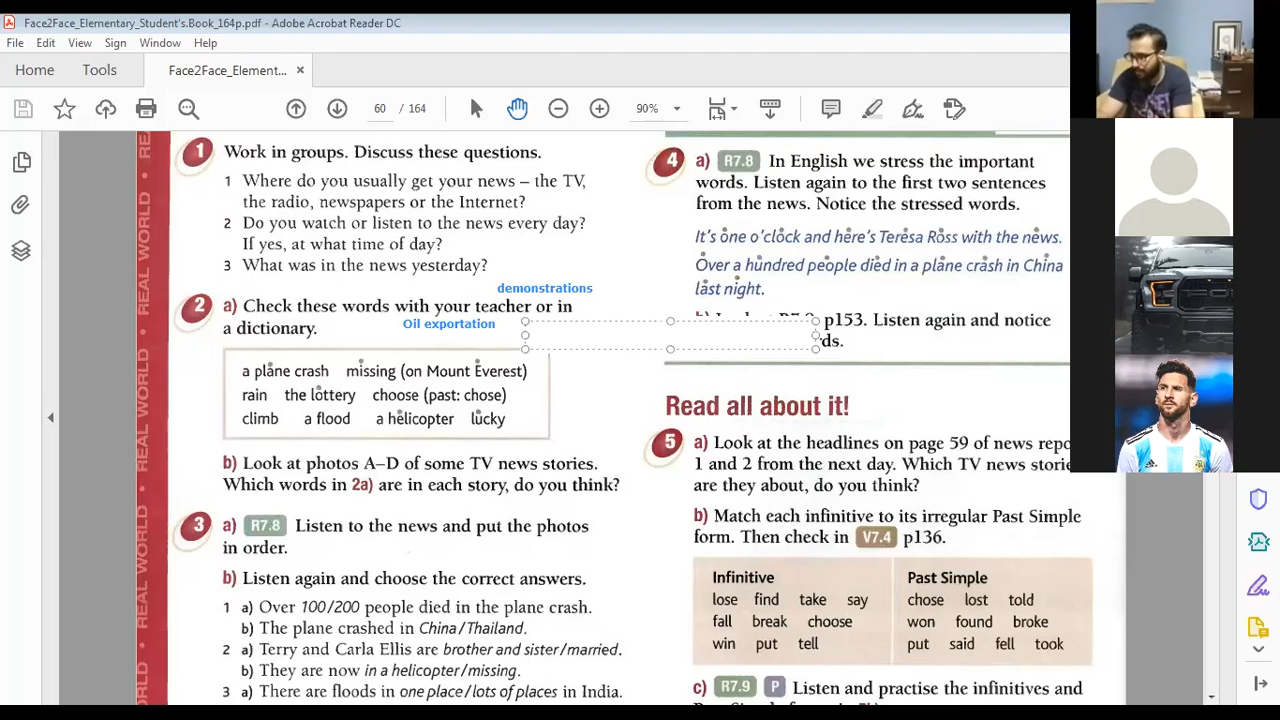 Face2Face_Elementary_Student's.Book_164p.pdf - Adobe Acrobat Reader DC
File Edit View Sign Window Help
Home Tools Face2Face_Element... ×
60 / 164 90%
REAL WORLD • REAL WORLD • REAL WORLD • REAL WORLD
1 Work in groups. Discuss these questions.
1 Where do you usually get your news – the TV,
the radio, newspapers or the Internet?
2 Do you watch or listen to the news every day?
If yes, at what time of day?
3 What was in the news yesterday?
demonstrations
2 a) Check these words with your teacher or in
a dictionary.
Oil exportation
a plane crash missing (on Mount Everest)
rain the lottery choose (past: chose)
climb a flood a helicopter lucky
b) Look at photos A–D of some TV news stories.
Which words in 2a) are in each story, do you think?
3 a) R7.8 Listen to the news and put the photos
in order.
b) Listen again and choose the correct answers.
1 a) Over 100/200 people died in the plane crash.
b) The plane crashed in China/Thailand.
2 a) Terry and Carla Ellis are brother and sister/married.
b) They are now in a helicopter/missing.
3 a) There are floods in one place/lots of places in India.
4 a) R7.8 In English we stress the important
words. Listen again to the first two sentences
from the news. Notice the stressed words.
It's one o'clock and here's Teresa Ross with the news.
Over a hundred people died in a plane crash in China
last night.
p153. Listen again and notice
Read all about it!
5 a) Look at the headlines on page 59 of news repo
1 and 2 from the next day. Which TV news storie
are they about, do you think?
b) Match each infinitive to its irregular Past Simple
form. Then check in V7.4 p136.
Infinitive
lose find take say
fall break choose
win put tell
Past Simple
chose lost told
won found broke
put said fell took
c) R7.9 P Listen and practise the infinitives and